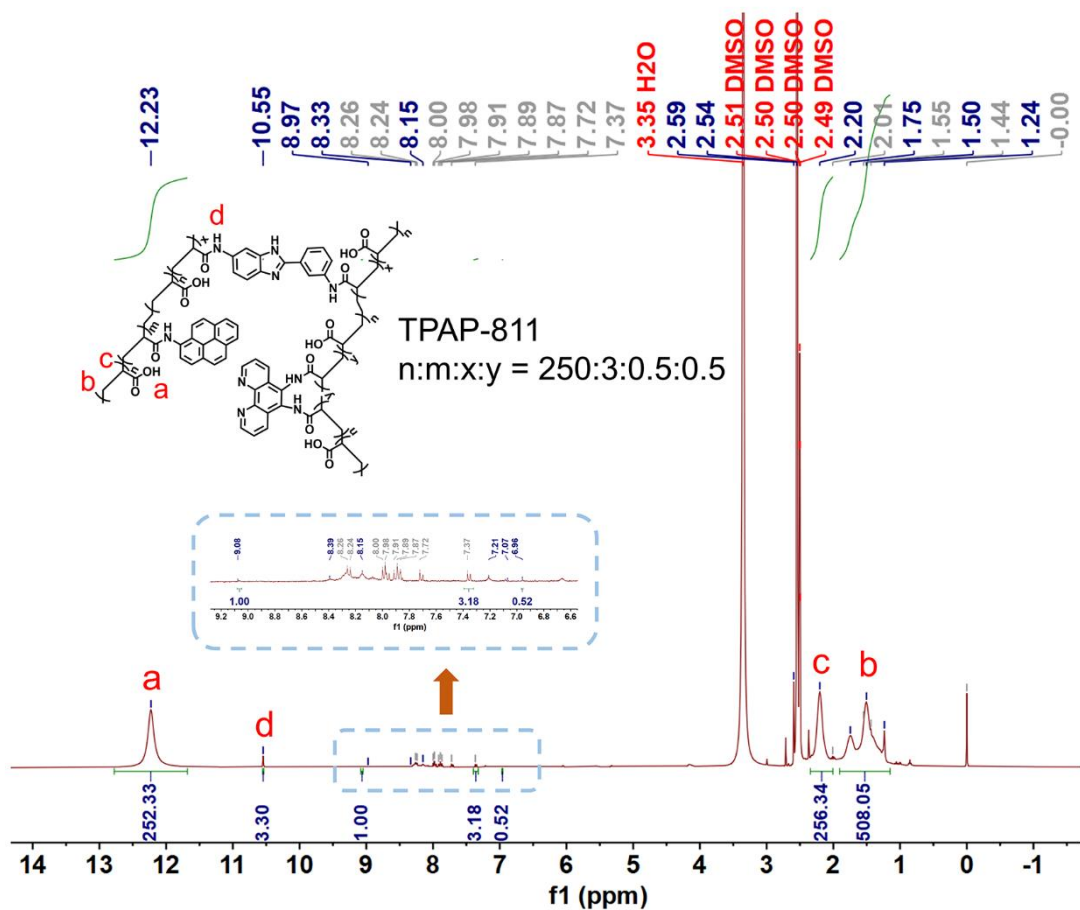 12.23
10.55
8.97
8.33
8.26
8.24
8.15
8.00
7.98
7.91
7.89
7.87
7.72
7.37
3.35 H2O
2.59
2.54
2.51 DMSO
2.50 DMSO
2.50 DMSO
2.49 DMSO
2.20
2.01
1.75
1.55
1.50
1.44
1.24
-0.00
d
H
N
O
x
H
N
N
N
H
O
HO
O
n
x
n
OH
O
m
H
N
O
c
b
OH
O
a
HO
O
n
y
N
N
HN
O
NH
O
y
HO
O
n
TPAP-811
n:m:x:y = 250:3:0.5:0.5
9.08
8.39
8.26
8.24
8.15
8.00
7.98
7.91
7.89
7.87
7.72
7.37
7.21
7.07
6.96
1.00
3.18
0.52
9.2 9.0 8.8 8.6 8.4 8.2 8.0 7.8 7.6 7.4 7.2 7.0 6.8 6.6
f1 (ppm)
a
d
c
b
252.33
3.30
1.00
3.18
0.52
256.34
508.05
14 13 12 11 10 9 8 7 6 5 4 3 2 1 0 -1
f1 (ppm)